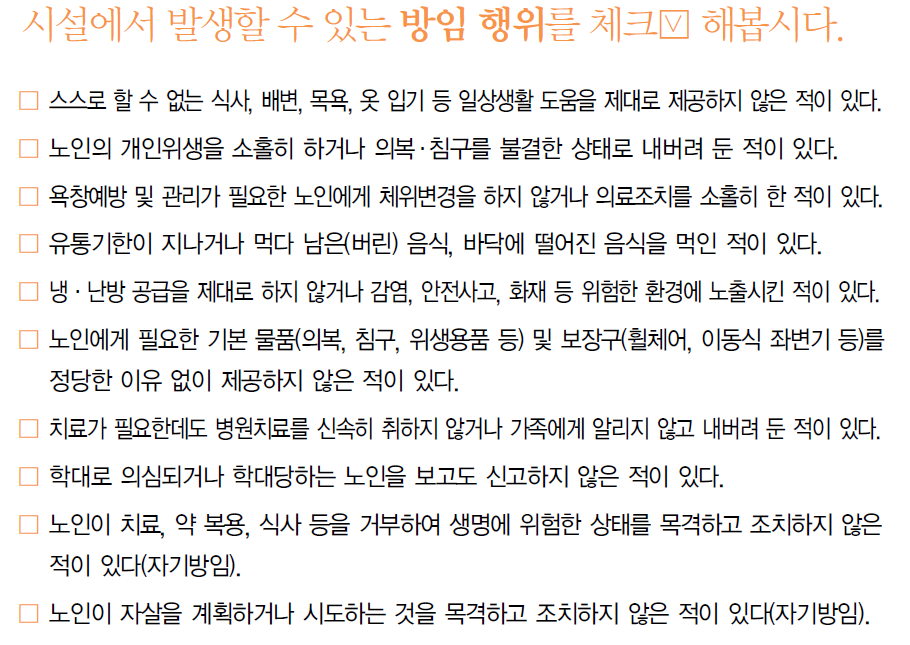 시설에서 발생할 수 있는 방임 행위를 체크☑ 해봅시다.
□ 스스로 할 수 없는 식사, 배변, 목욕, 옷 입기 등 일상생활 도움을 제대로 제공하지 않은 적이 있다.
□ 노인의 개인위생을 소홀히 하거나 의복·침구를 불결한 상태로 내버려 둔 적이 있다.
□ 욕창예방 및 관리가 필요한 노인에게 체위변경을 하지 않거나 의료조치를 소홀히 한 적이 있다.
□ 유통기한이 지나거나 먹다 남은(버린) 음식, 바닥에 떨어진 음식을 먹인 적이 있다.
□ 냉·난방 공급을 제대로 하지 않거나 감염, 안전사고, 화재 등 위험한 환경에 노출시킨 적이 있다.
□ 노인에게 필요한 기본 물품(의복, 침구, 위생용품 등) 및 보장구(휠체어, 이동식 좌변기 등)를
정당한 이유 없이 제공하지 않은 적이 있다.
□ 치료가 필요한데도 병원치료를 신속히 취하지 않거나 가족에게 알리지 않고 내버려 둔 적이 있다.
□ 학대로 의심되거나 학대당하는 노인을 보고도 신고하지 않은 적이 있다.
□ 노인이 치료, 약 복용, 식사 등을 거부하여 생명에 위험한 상태를 목격하고 조치하지 않은
적이 있다(자기방임).
□ 노인이 자살을 계획하거나 시도하는 것을 목격하고 조치하지 않은 적이 있다(자기방임).